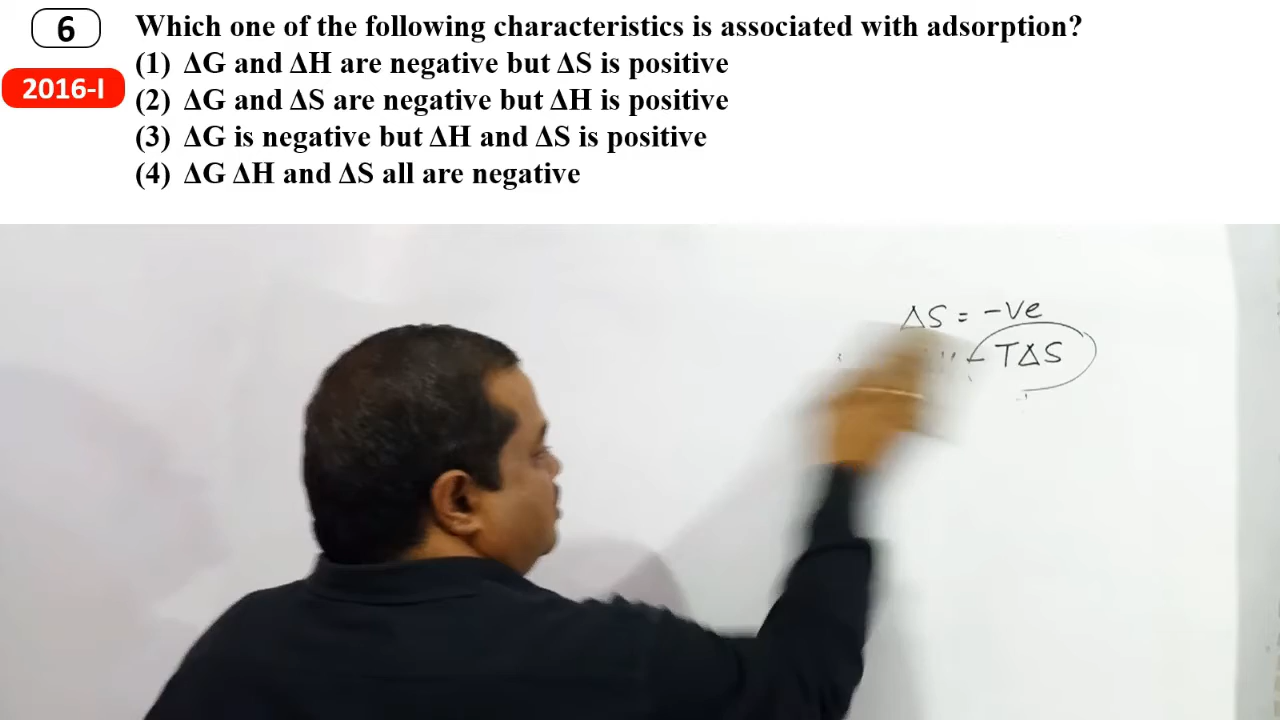 6
Which one of the following characteristics is associated with adsorption?
2016-I
(1) ΔG and ΔH are negative but ΔS is positive
(2) ΔG and ΔS are negative but ΔH is positive
(3) ΔG is negative but ΔH and ΔS is positive
(4) ΔG ΔH and ΔS all are negative
ΔS = -ve
- TΔS